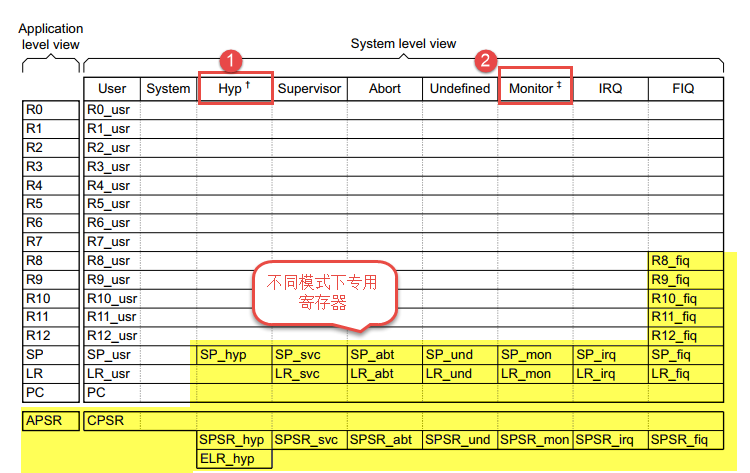 Application
level view
System level view
1
2
User System Hyp † Supervisor Abort Undefined Monitor ‡ IRQ FIQ
R0 R0_usr
R1 R1_usr
R2 R2_usr
R3 R3_usr
R4 R4_usr
R5 R5_usr
R6 R6_usr
R7 R7_usr
R8 R8_usr R8_fiq
R9 R9_usr R9_fiq
R10 R10_usr R10_fiq
R11 R11_usr R11_fiq
R12 R12_usr R12_fiq
不同模式下专用
寄存器
SP SP_usr SP_hyp SP_svc SP_abt SP_und SP_mon SP_irq SP_fiq
LR LR_usr LR_svc LR_abt LR_und LR_mon LR_irq LR_fiq
PC PC
APSR CPSR
SPSR_hyp SPSR_svc SPSR_abt SPSR_und SPSR_mon SPSR_irq SPSR_fiq
ELR_hyp